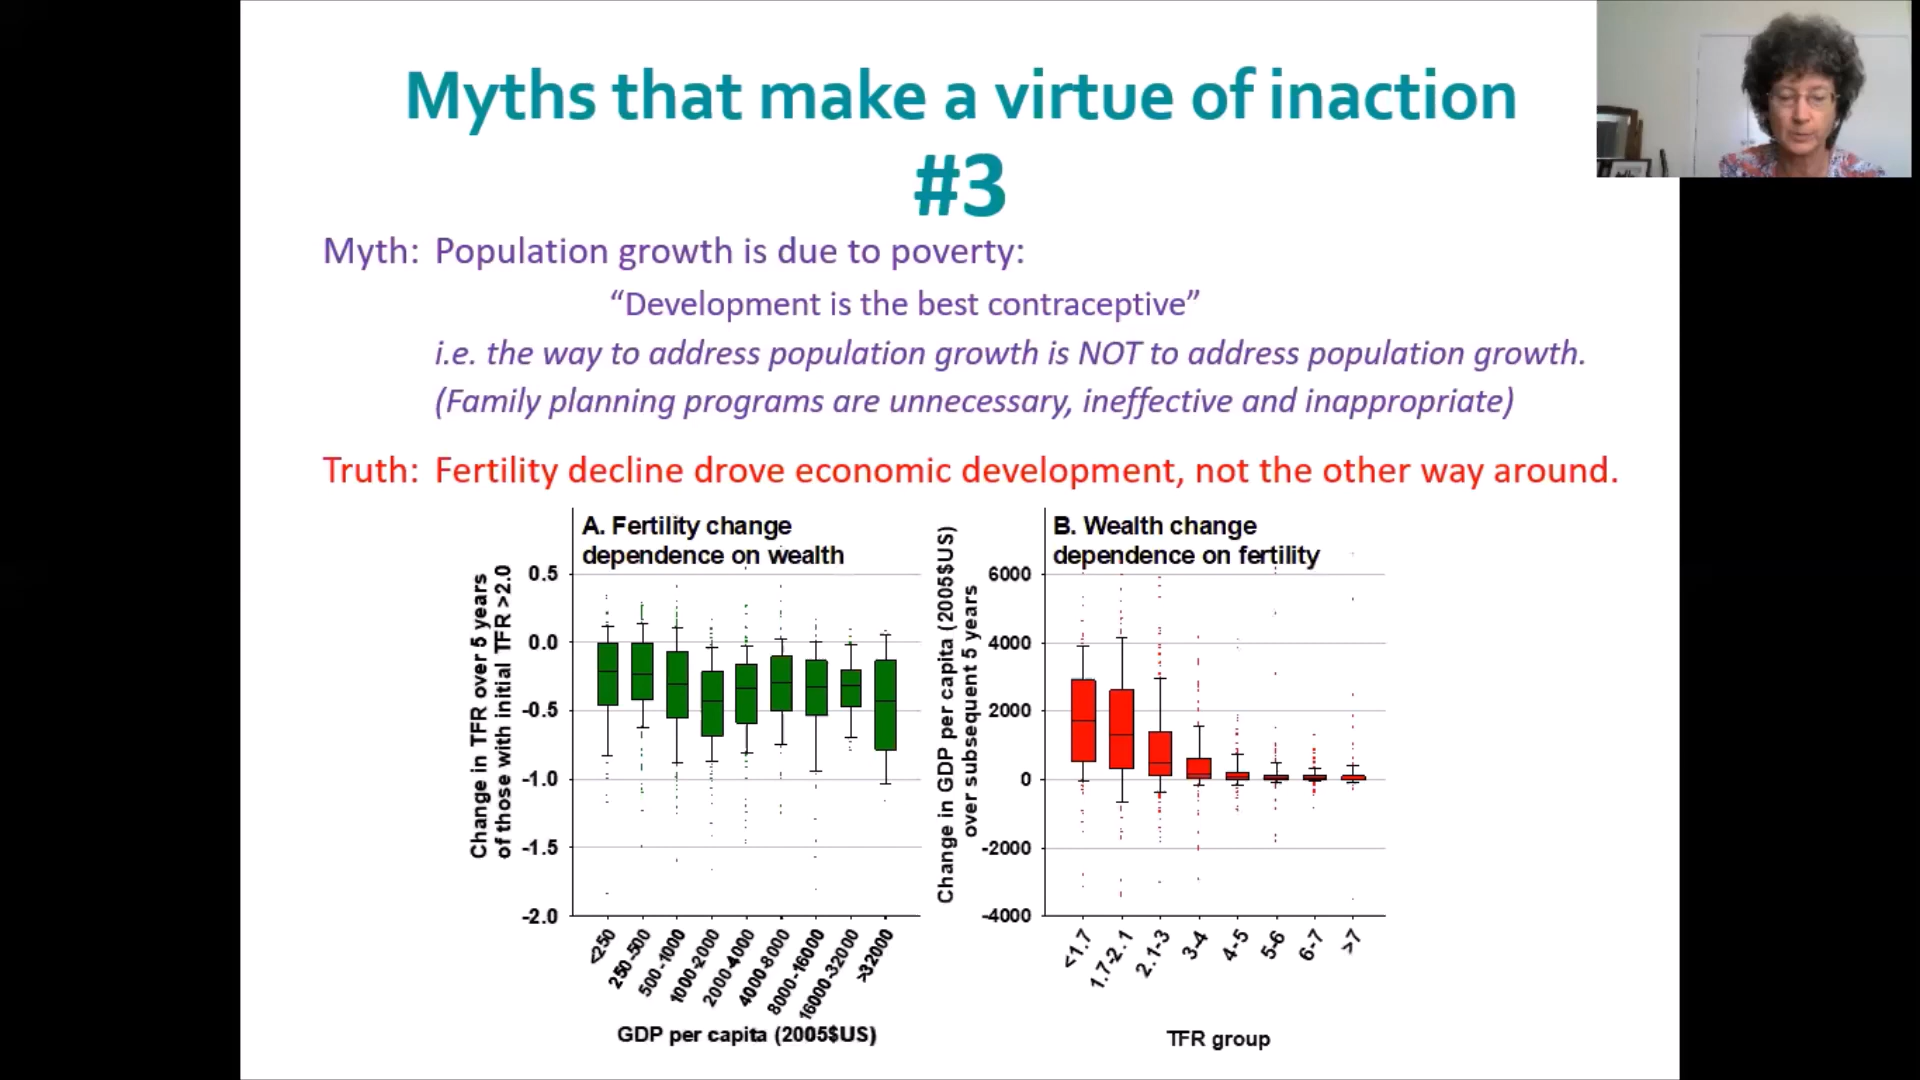 Myths that make a virtue of inaction
#3
Myth: Population growth is due to poverty:
“Development is the best contraceptive”
i.e. the way to address population growth is NOT to address population growth.
(Family planning programs are unnecessary, ineffective and inappropriate)
Truth: Fertility decline drove economic development, not the other way around.
A. Fertility change
dependence on wealth
Change in TFR over 5 years
of those with initial TFR >2.0
0.5
0.0
-0.5
-1.0
-1.5
-2.0
<250
250-500
500-1000
1000-2000
2000-4000
4000-8000
8000-16000
16000-32000
>32000
GDP per capita (2005$US)
B. Wealth change
dependence on fertility
Change in GDP per capita (2005$US)
over subsequent 5 years
6000
4000
2000
0
-2000
-4000
<1.7
1.7-2.1
2.1-3
3-4
4-5
5-6
6-7
>7
TFR group